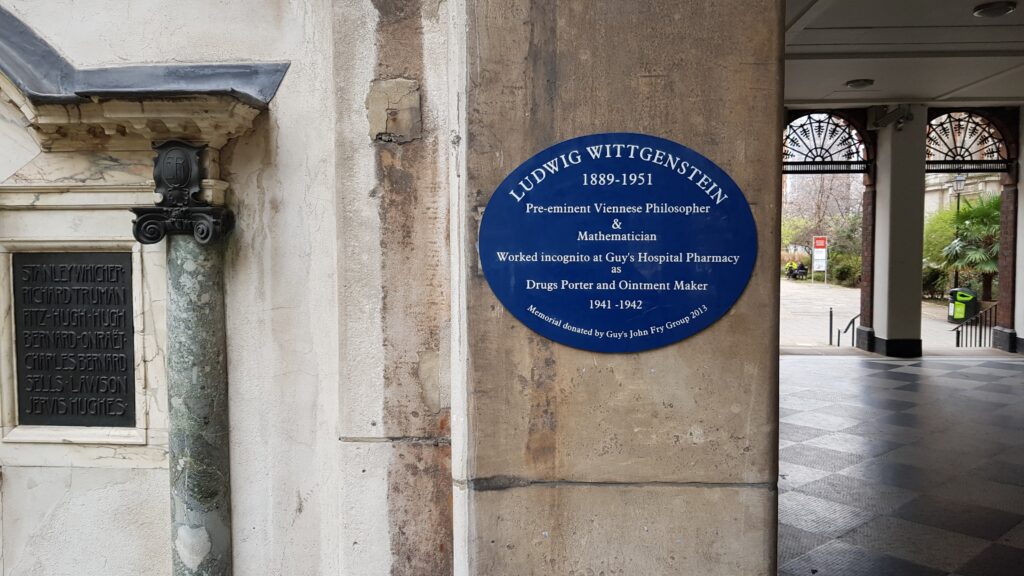 STANLEY WHICHER
RICHARD TRUMAN
FITZ-HUGH·HUGH
BERNARD·ONRAET
CHARLES BERNARD
SELLS·LAWSON
JERVIS·HUGHES·
LUDWIG WITTGENSTEIN
1889-1951
Pre-eminent Viennese Philosopher
&
Mathematician
Worked incognito at Guy's Hospital Pharmacy
as
Drugs Porter and Ointment Maker
1941-1942
Memorial donated by Guy's John Fry Group 2013